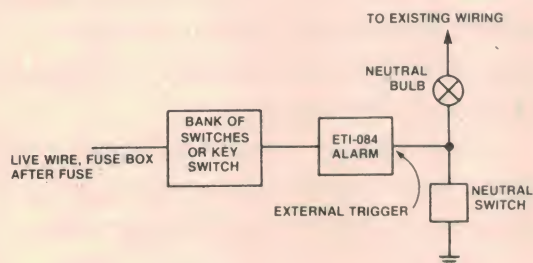 TO EXISTING WIRING
NEUTRAL
BULB
BANK OF
SWITCHES
OR KEY
SWITCH
ETI-084
ALARM
LIVE WIRE, FUSE BOX
AFTER FUSE
EXTERNAL TRIGGER
NEUTRAL
SWITCH